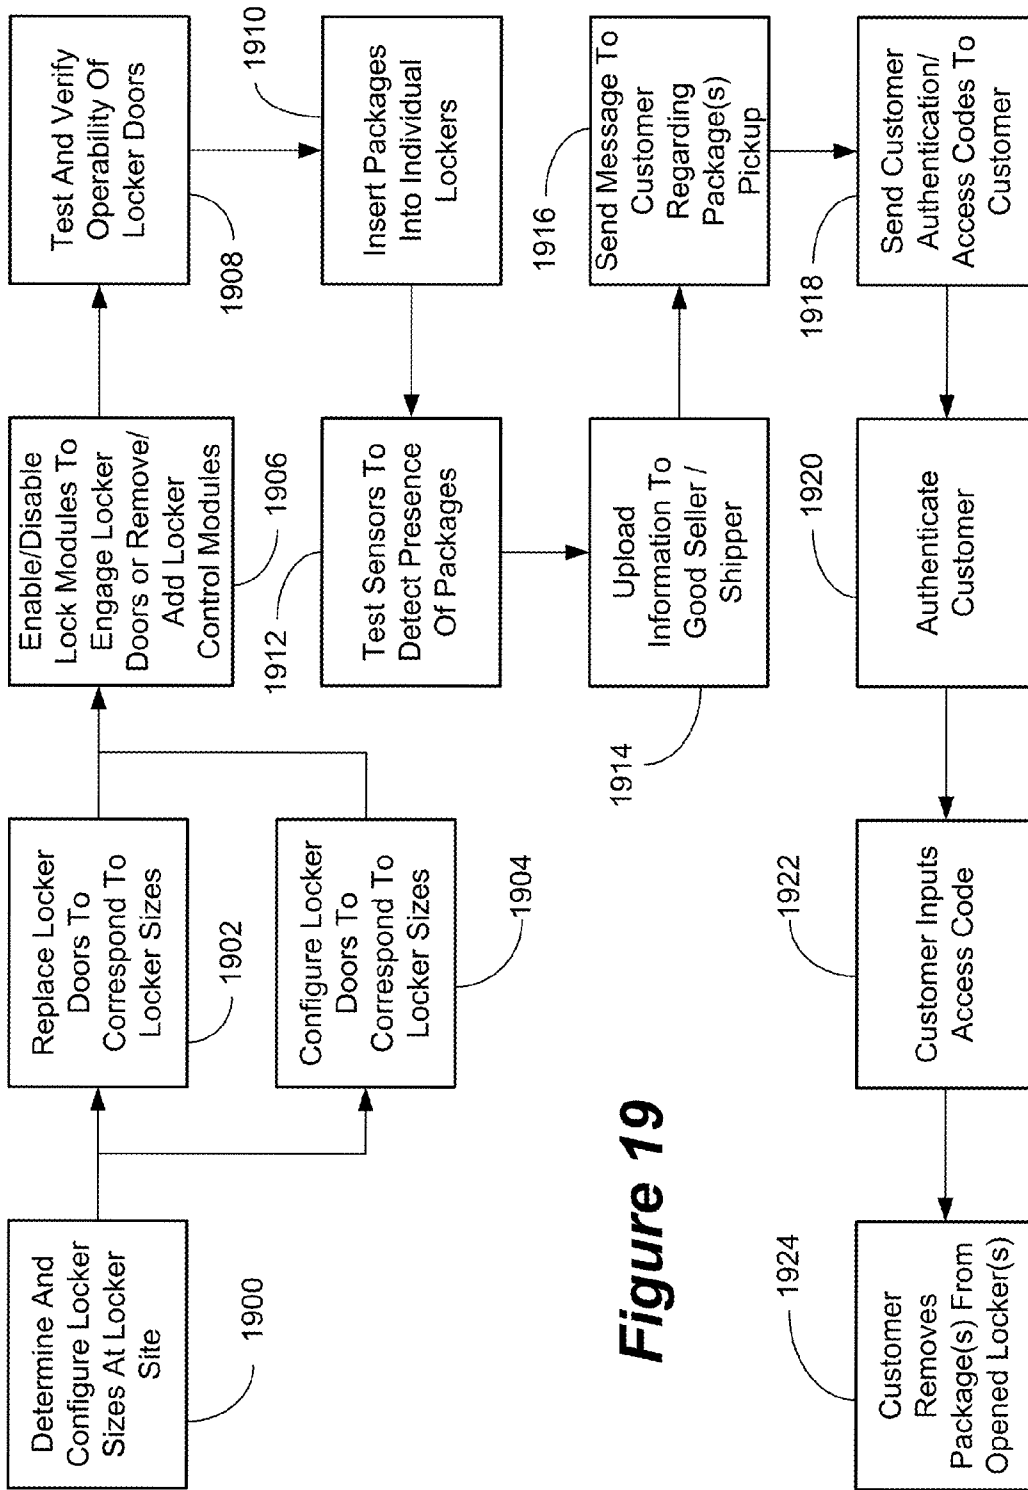 Determine And
Configure Locker
Sizes At Locker
Site
1900
Replace Locker
Doors To
Correspond To
Locker Sizes
1902
Configure Locker
Doors To
Correspond To
Locker Sizes
1904
Enable/Disable
Lock Modules To
Engage Locker
Doors or Remove/
Add Locker
Control Modules
1906
Test And Verify
Operability Of
Locker Doors
1908
Insert Packages
Into Individual
Lockers
1910
Test Sensors To
Detect Presence
Of Packages
1912
Upload
Information To
Good Seller /
Shipper
1914
Send Message To
Customer
Regarding
Package(s)
Pickup
1916
Send Customer
Authentication/
Access Codes To
Customer
1918
Authenticate
Customer
1920
Customer Inputs
Access Code
1922
Customer
Removes
Package(s) From
Opened Locker(s)
1924
Figure 19